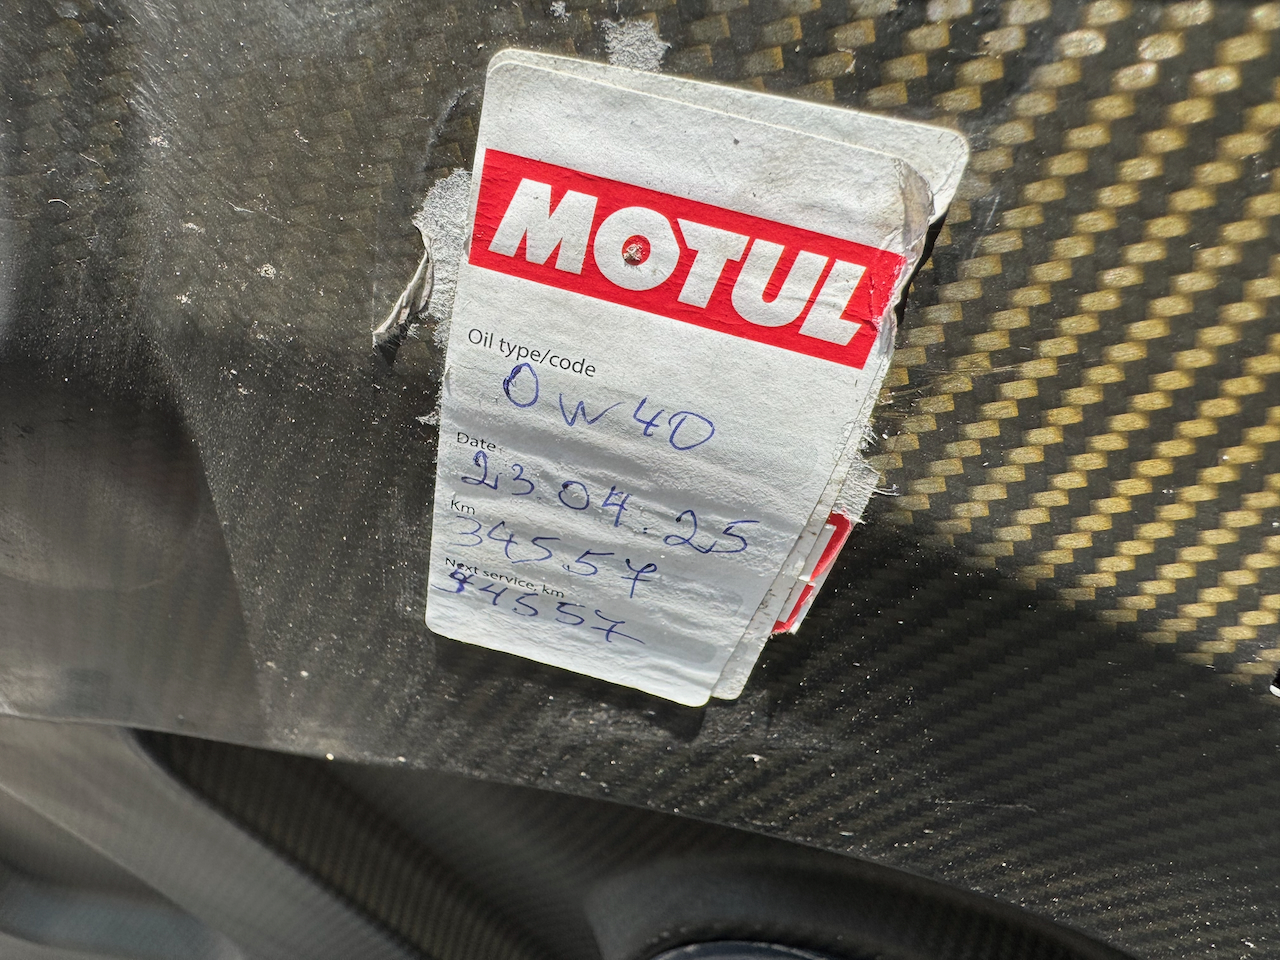 MOTUL
Oil type/code
0w40
Date
23 04.25
Km
34557
Next service, km
44557